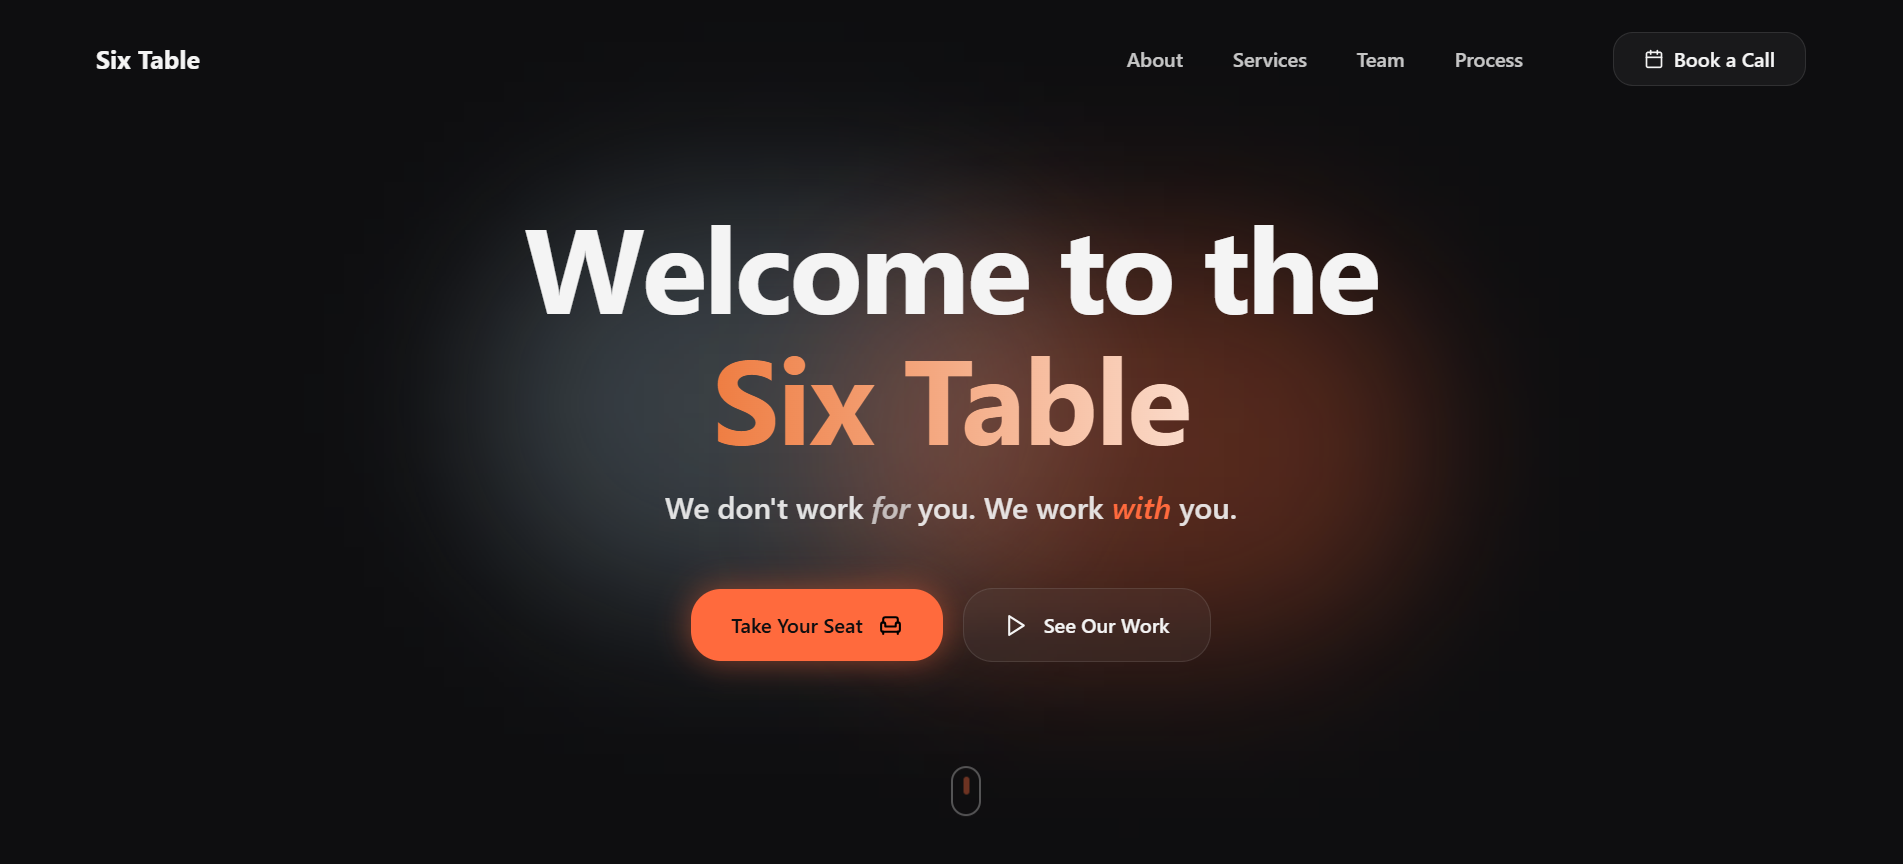 Six Table
About
Services
Team
Process
Book a Call
Welcome to the
Six Table
We don't work for you. We work with you.
Take Your Seat
See Our Work